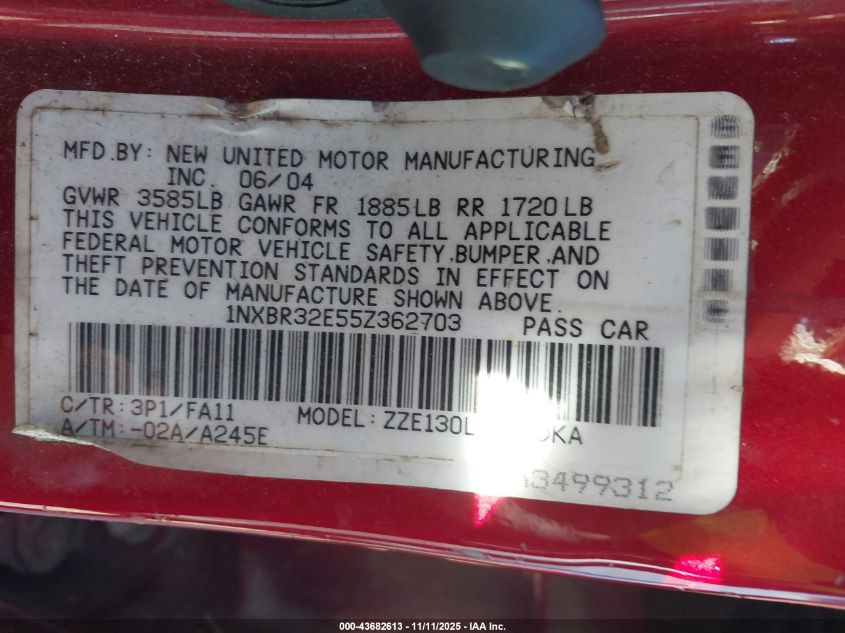 MFD.BY: NEW UNITED MOTOR MANUFACTURING
INC. 06/04
GVWR 3585LB GAWR FR 1885LB RR 1720LB
THIS VEHICLE CONFORMS TO ALL APPLICABLE
FEDERAL MOTOR VEHICLE SAFETY,BUMPER,AND
THEFT PREVENTION STANDARDS IN EFFECT ON
THE DATE OF MANUFACTURE SHOWN ABOVE.
1NXBR32E55Z362703 PASS CAR
C/TR:3P1/FA11 MODEL:
A/TM:-02A/A245E
000-43682613 - 11/11/2025 - IAA Inc.